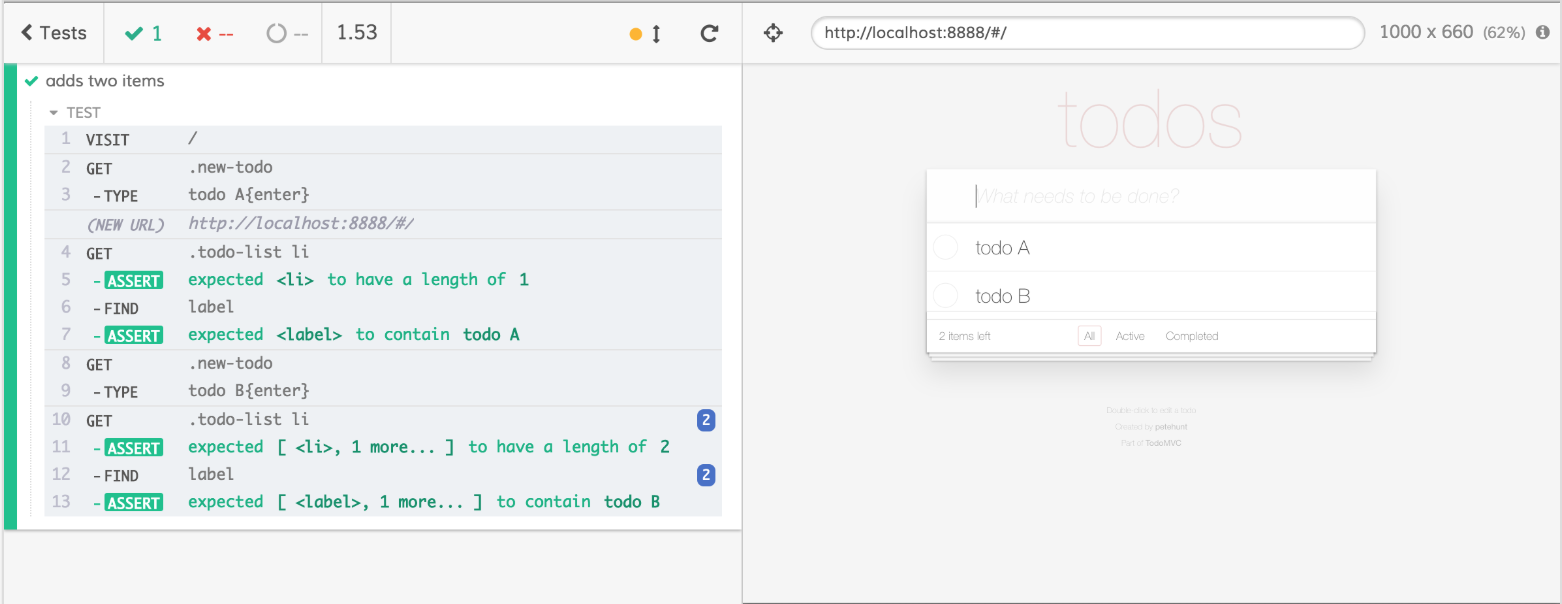 Tests 1 -- -- 1.53
adds two items
TEST
1 VISIT /
2 GET .new-todo
3 -TYPE todo A{enter}
(NEW URL) http://localhost:8888/#/
4 GET .todo-list li
5 -ASSERT expected <li> to have a length of 1
6 -FIND label
7 -ASSERT expected <label> to contain todo A
8 GET .new-todo
9 -TYPE todo B{enter}
10 GET .todo-list li 2
11 -ASSERT expected [ <li>, 1 more... ] to have a length of 2
12 -FIND label 2
13 -ASSERT expected [ <label>, 1 more... ] to contain todo B
http://localhost:8888/#/ 1000 x 660 (62%)
todos
What needs to be done?
todo A
todo B
2 items left All Active Completed
Double-click to edit a todo
Created by petehunt
Part of TodoMVC